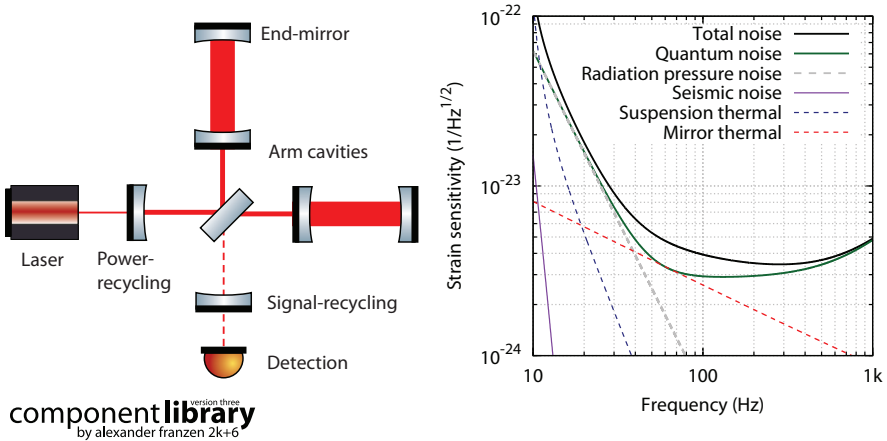 End-mirror
Arm cavities
Laser
Power-
recycling
Signal-recycling
Detection
version three
componentlibrary
by alexander franzen 2k+6
Strain sensitivity (1/Hz^1/2)
10^-22
10^-23
10^-24
Total noise
Quantum noise
Radiation pressure noise
Seismic noise
Suspension thermal
Mirror thermal
10
100
1k
Frequency (Hz)